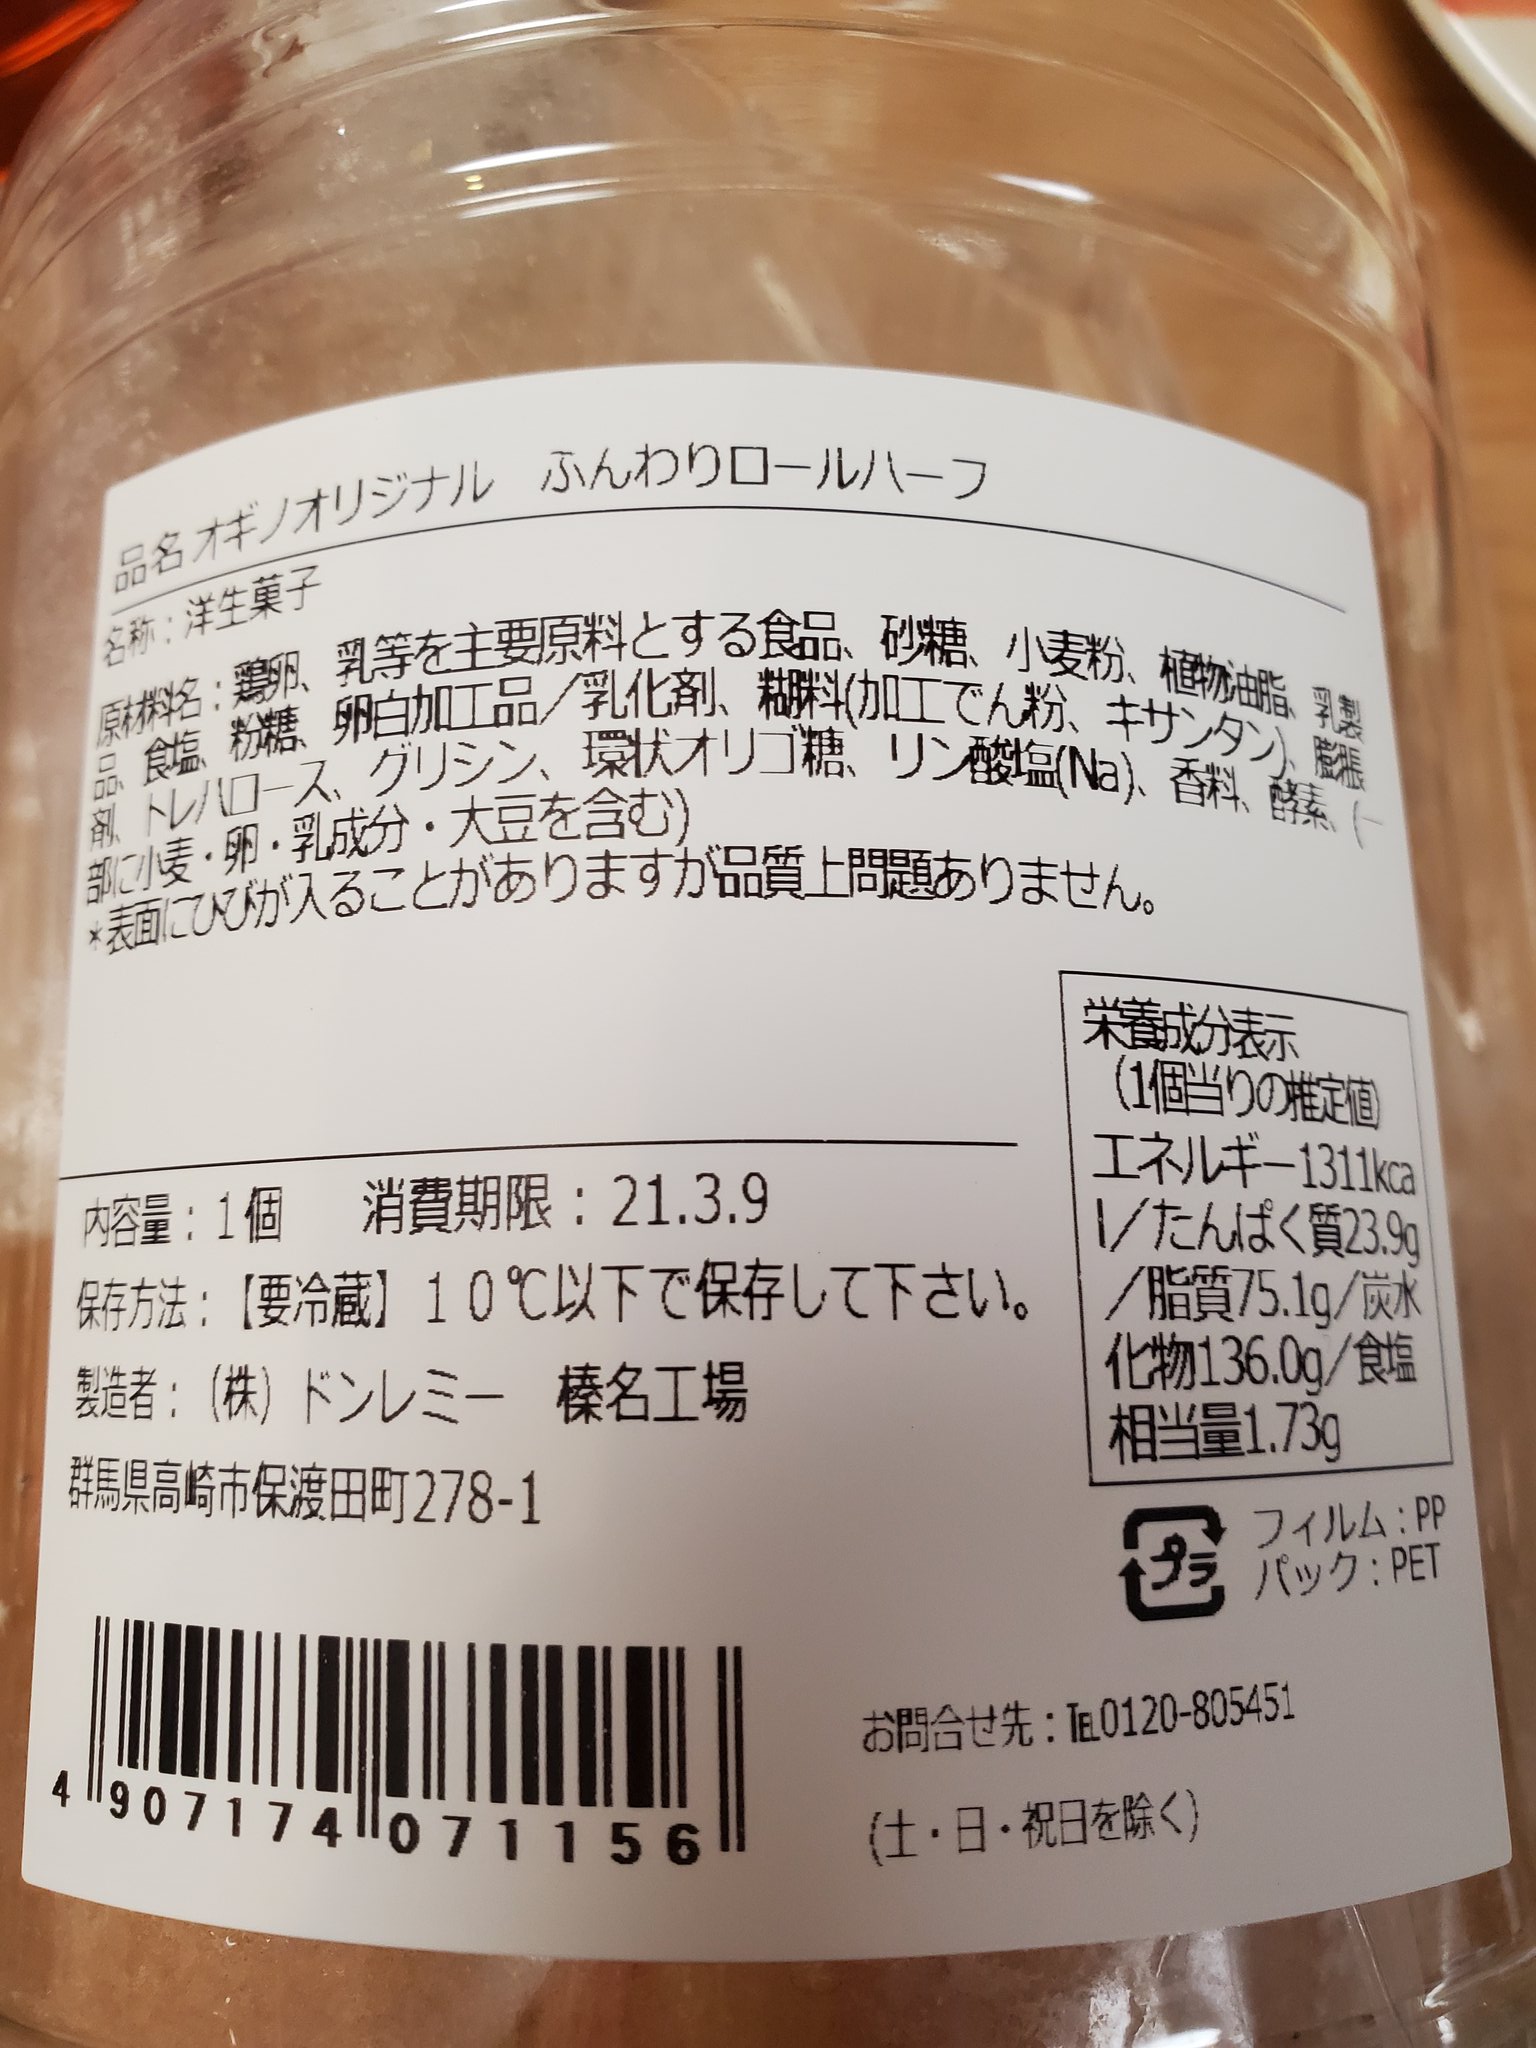 品名 オギノオリジナル　ふんわりロールハーフ
名称：洋生菓子
原材料名：鶏卵、乳等を主要原料とする食品、砂糖、小麦粉、植物油脂、乳製
品、食塩、粉糖、卵白加工品／乳化剤、糊料(加工でん粉、キサンタン)、膨張
剤、トレハロース、グリシン、環状オリゴ糖、リン酸塩(Na)、香料、酵素、(一
部に小麦・卵・乳成分・大豆を含む)
＊表面にひびが入ることがありますが品質上問題ありません。
栄養成分表示
(1個当りの推定値)
エネルギー1311kca
l／たんぱく質23.9g
／脂質75.1g／炭水
化物136.0g／食塩
相当量1.73g
内容量：1個　消費期限：21.3.9
保存方法：【要冷蔵】１０℃以下で保存して下さい。
製造者：（株）ドンレミー　榛名工場
群馬県高崎市保渡田町278-1
プラ
フィルム：PP
パック：PET
4 907174 071156
お問合せ先：℡0120-805451
(土・日・祝日を除く)